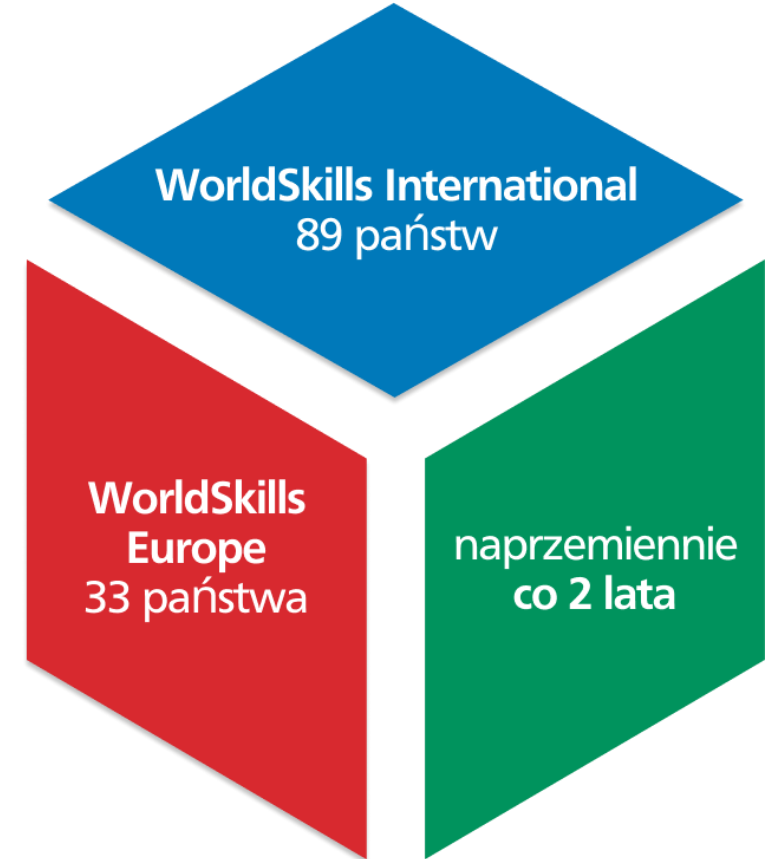 WorldSkills International
89 państw
WorldSkills
Europe
33 państwa
naprzemiennie
co 2 lata